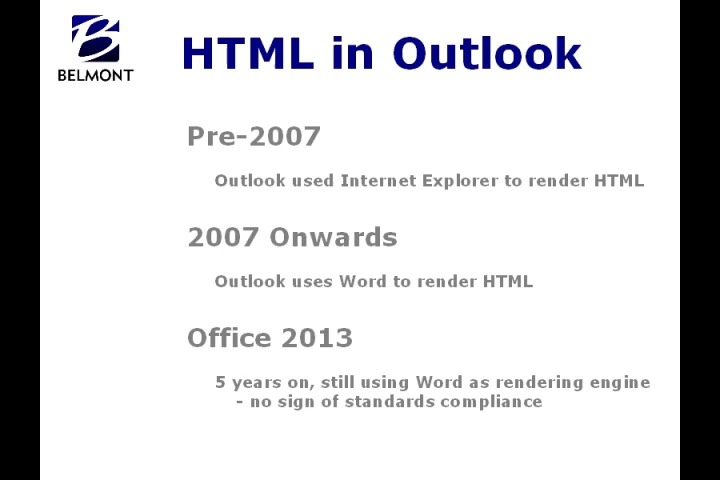 BELMONT
HTML in Outlook
Pre-2007
Outlook used Internet Explorer to render HTML
2007 Onwards
Outlook uses Word to render HTML
Office 2013
5 years on, still using Word as rendering engine
- no sign of standards compliance